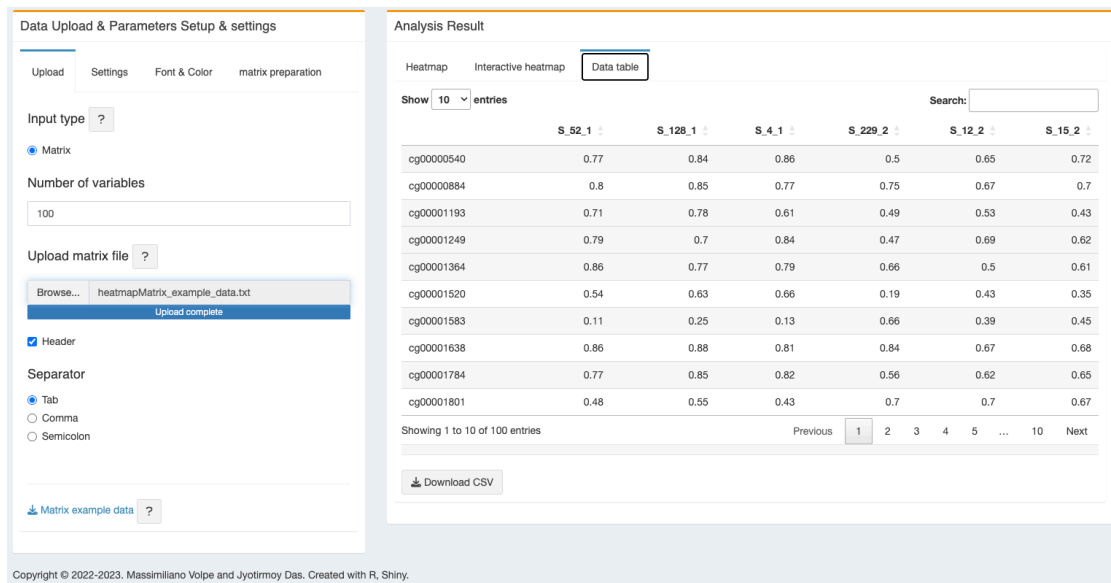 Data Upload & Parameters Setup & settings
Upload Settings Font & Color matrix preparation
Input type ?
Matrix
Number of variables
100
Upload matrix file ?
Browse... heatmapMatrix_example_data.txt
Upload complete
Header
Separator
Tab
Comma
Semicolon
Matrix example data ?
Analysis Result
Heatmap Interactive heatmap Data table
Show 10 entries Search:
S_52_1 S_128_1 S_4_1 S_229_2 S_12_2 S_15_2
cg00000540 0.77 0.84 0.86 0.5 0.65 0.72
cg00000884 0.8 0.85 0.77 0.75 0.67 0.7
cg00001193 0.71 0.78 0.61 0.49 0.53 0.43
cg00001249 0.79 0.7 0.84 0.47 0.69 0.62
cg00001364 0.86 0.77 0.79 0.66 0.5 0.61
cg00001520 0.54 0.63 0.66 0.19 0.43 0.35
cg00001583 0.11 0.25 0.13 0.66 0.39 0.45
cg00001638 0.86 0.88 0.81 0.84 0.67 0.68
cg00001784 0.77 0.85 0.82 0.56 0.62 0.65
cg00001801 0.48 0.55 0.43 0.7 0.7 0.67
Showing 1 to 10 of 100 entries Previous 1 2 3 4 5 ... 10 Next
Download CSV
Copyright © 2022-2023. Massimiliano Volpe and Jyotirmoy Das. Created with R, Shiny.